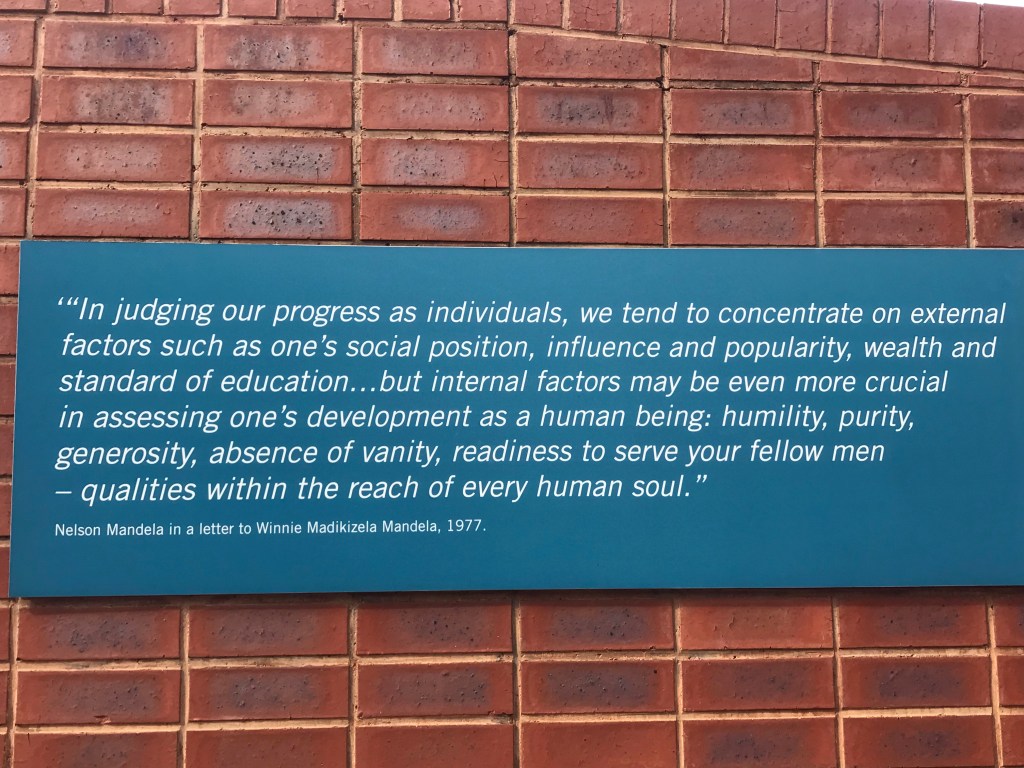 ‘“In judging our progress as individuals, we tend to concentrate on external
factors such as one’s social position, influence and popularity, wealth and
standard of education…but internal factors may be even more crucial
in assessing one’s development as a human being: humility, purity,
generosity, absence of vanity, readiness to serve your fellow men
– qualities within the reach of every human soul.”
Nelson Mandela in a letter to Winnie Madikizela Mandela, 1977.